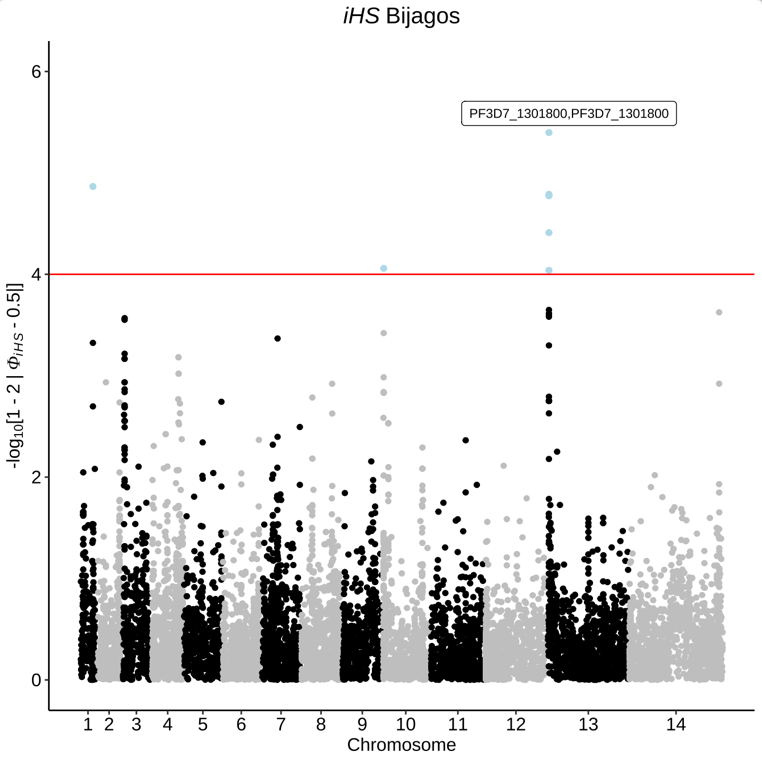 iHS Bijagos
6
PF3D7_1301800,PF3D7_1301800
4
-log10[1 - 2 | ΦiHS - 0.5|]
2
0
1 2 3 4 5 6 7 8 9 10 11 12 13 14
Chromosome